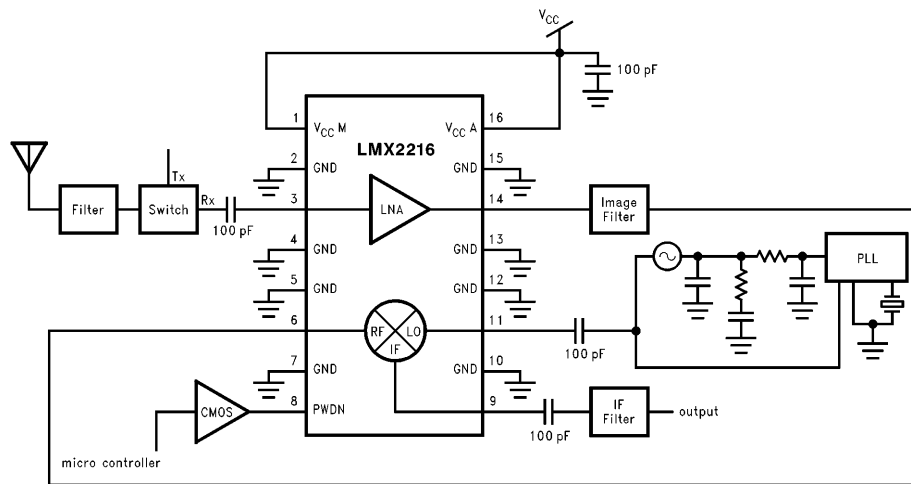 VCC
100 pF
1
VCC M
VCC A
16
LMX2216
2
GND
GND
15
Tx
Filter
Switch
Rx
100 pF
3
LNA
14
Image
Filter
4
GND
GND
13
PLL
5
GND
GND
12
6
RF
LO
IF
11
100 pF
7
GND
GND
10
CMOS
8
PWDN
9
100 pF
IF
Filter
output
micro controller